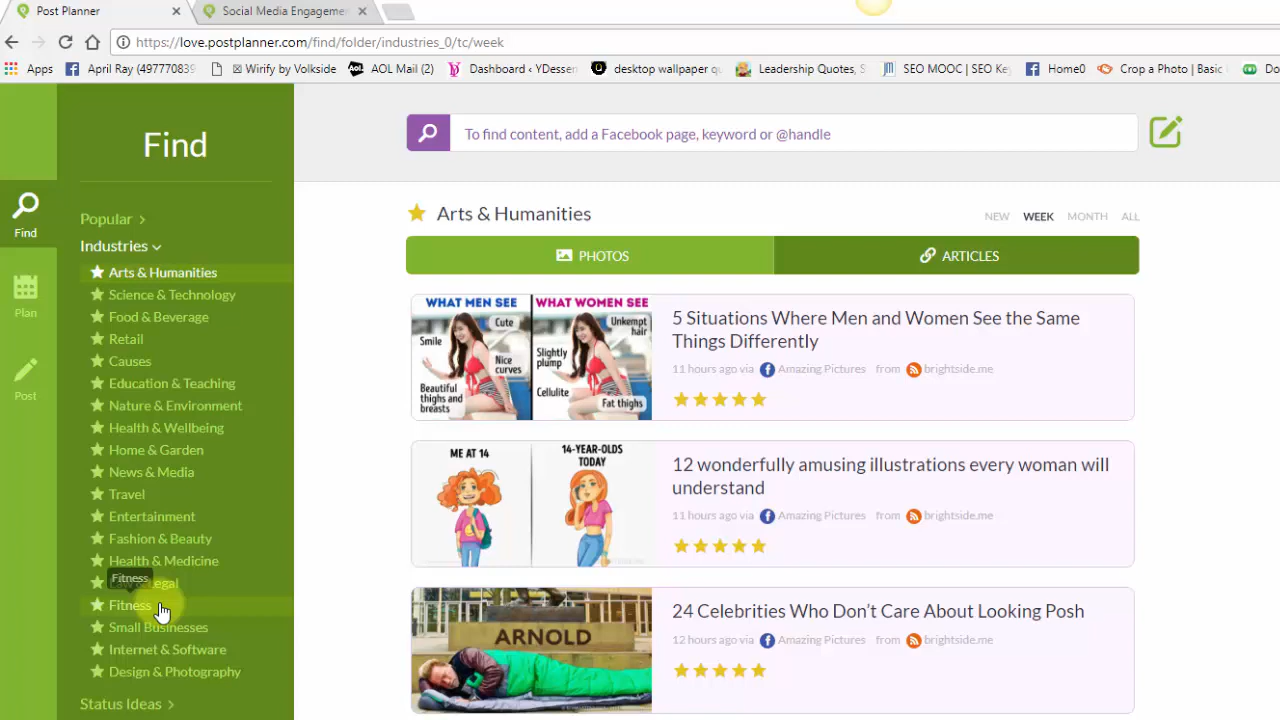 Post Planner
Social Media Engageme
https://love.postplanner.com/find/folder/industries_0/tc/week
Apps
April Ray (4977770839
Wirify by Volkside
AOL Mail (2)
Dashboard ‹ YDessen
desktop wallpaper qu
Leadership Quotes, S
SEO MOOC | SEO Key
Home0
Crop a Photo | Basic
Do
Find
Find
Plan
Post
Popular
Industries
Arts & Humanities
Science & Technology
Food & Beverage
Retail
Causes
Education & Teaching
Nature & Environment
Health & Wellbeing
Home & Garden
News & Media
Travel
Entertainment
Fashion & Beauty
Health & Medicine
Fitness
Legal
Fitness
Small Businesses
Internet & Software
Design & Photography
Status Ideas
To find content, add a Facebook page, keyword or @handle
Arts & Humanities
NEW WEEK MONTH ALL
PHOTOS
ARTICLES
WHAT MEN SEE
WHAT WOMEN SEE
Cute
Smile
Nice
curves
Beautiful
thighs and
breasts
Unkempt
hair
Slightly
plump
Cellulite
Fat thighs
5 Situations Where Men and Women See the Same
Things Differently
11 hours ago via Amazing Pictures from brightside.me
ME AT 14
14-YEAR-OLDS
TODAY
12 wonderfully amusing illustrations every woman will
understand
11 hours ago via Amazing Pictures from brightside.me
ARNOLD
24 Celebrities Who Don’t Care About Looking Posh
12 hours ago via Amazing Pictures from brightside.me